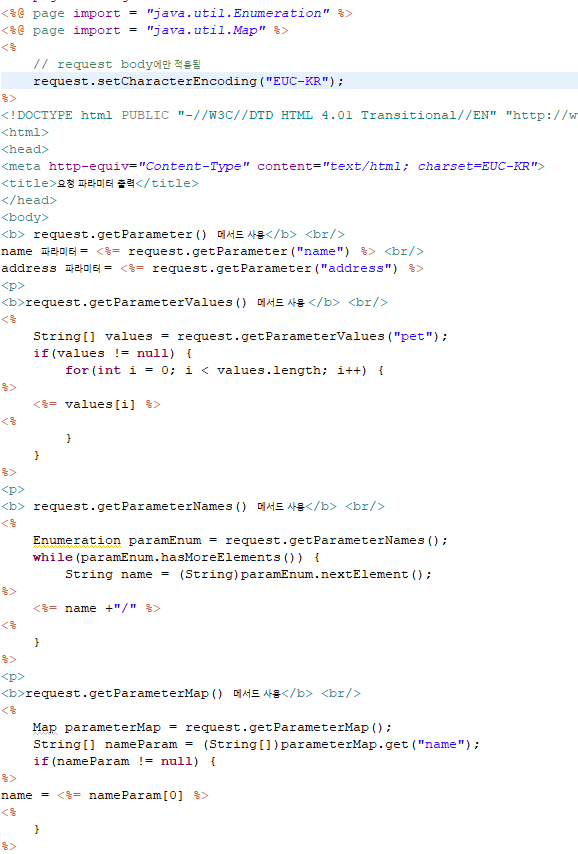 <%@ page import = "java.util.Enumeration" %>
<%@ page import = "java.util.Map" %>
<%
    // request body에만 적용됨
    request.setCharacterEncoding("EUC-KR");
%>
<!DOCTYPE html PUBLIC "-//W3C//DTD HTML 4.01 Transitional//EN" "http://w
<html>
<head>
<meta http-equiv="Content-Type" content="text/html; charset=EUC-KR">
<title>요청 파라미터 출력</title>
</head>
<body>
<b> request.getParameter() 메서드 사용</b> <br/>
name 파라미터 = <%= request.getParameter("name") %> <br/>
address 파라미터 = <%= request.getParameter("address") %>
<p>
<b>request.getParameterValues() 메서드 사용 </b> <br/>
<%
    String[] values = request.getParameterValues("pet");
    if(values != null) {
        for(int i = 0; i < values.length; i++) {
%>
    <%= values[i] %>
<%
        }
    }
%>
<p>
<b> request.getParameterNames() 메서드 사용</b> <br/>
<%
    Enumeration paramEnum = request.getParameterNames();
    while(paramEnum.hasMoreElements()) {
        String name = (String)paramEnum.nextElement();
%>
    <%= name +"/" %>
<%
    }
%>
<p>
<b>request.getParameterMap() 메서드 사용</b> <br/>
<%
    Map parameterMap = request.getParameterMap();
    String[] nameParam = (String[])parameterMap.get("name");
    if(nameParam != null) {
%>
name = <%= nameParam[0] %>
<%
    }
%>